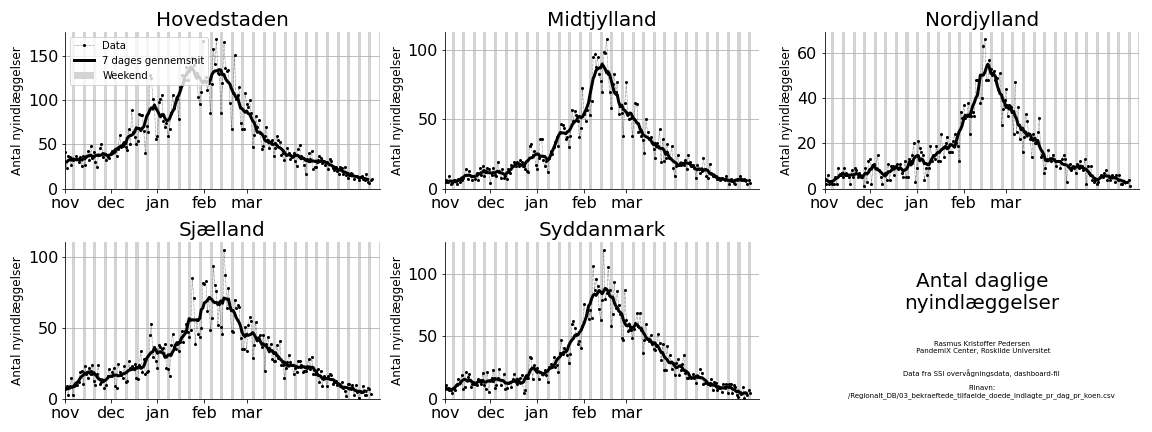 Hovedstaden
Antal nyindlæggelser
150
100
50
0
Data
7 dages gennemsnit
Weekend
nov dec jan feb mar
Midtjylland
Antal nyindlæggelser
100
50
0
nov dec jan feb mar
Nordjylland
Antal nyindlæggelser
60
40
20
0
nov dec jan feb mar
Sjælland
Antal nyindlæggelser
100
50
0
nov dec jan feb mar
Syddanmark
Antal nyindlæggelser
100
50
0
nov dec jan feb mar
Antal daglige
nyindlæggelser
Rasmus Kristoffer Pedersen
PandemiX Center, Roskilde Universitet
Data fra SSI overvågningsdata, dashboard-fil
Filnavn:
/Regionalt_DB/03_bekraeftede_tilfaelde_doede_indlagte_pr_dag_pr_koen.csv